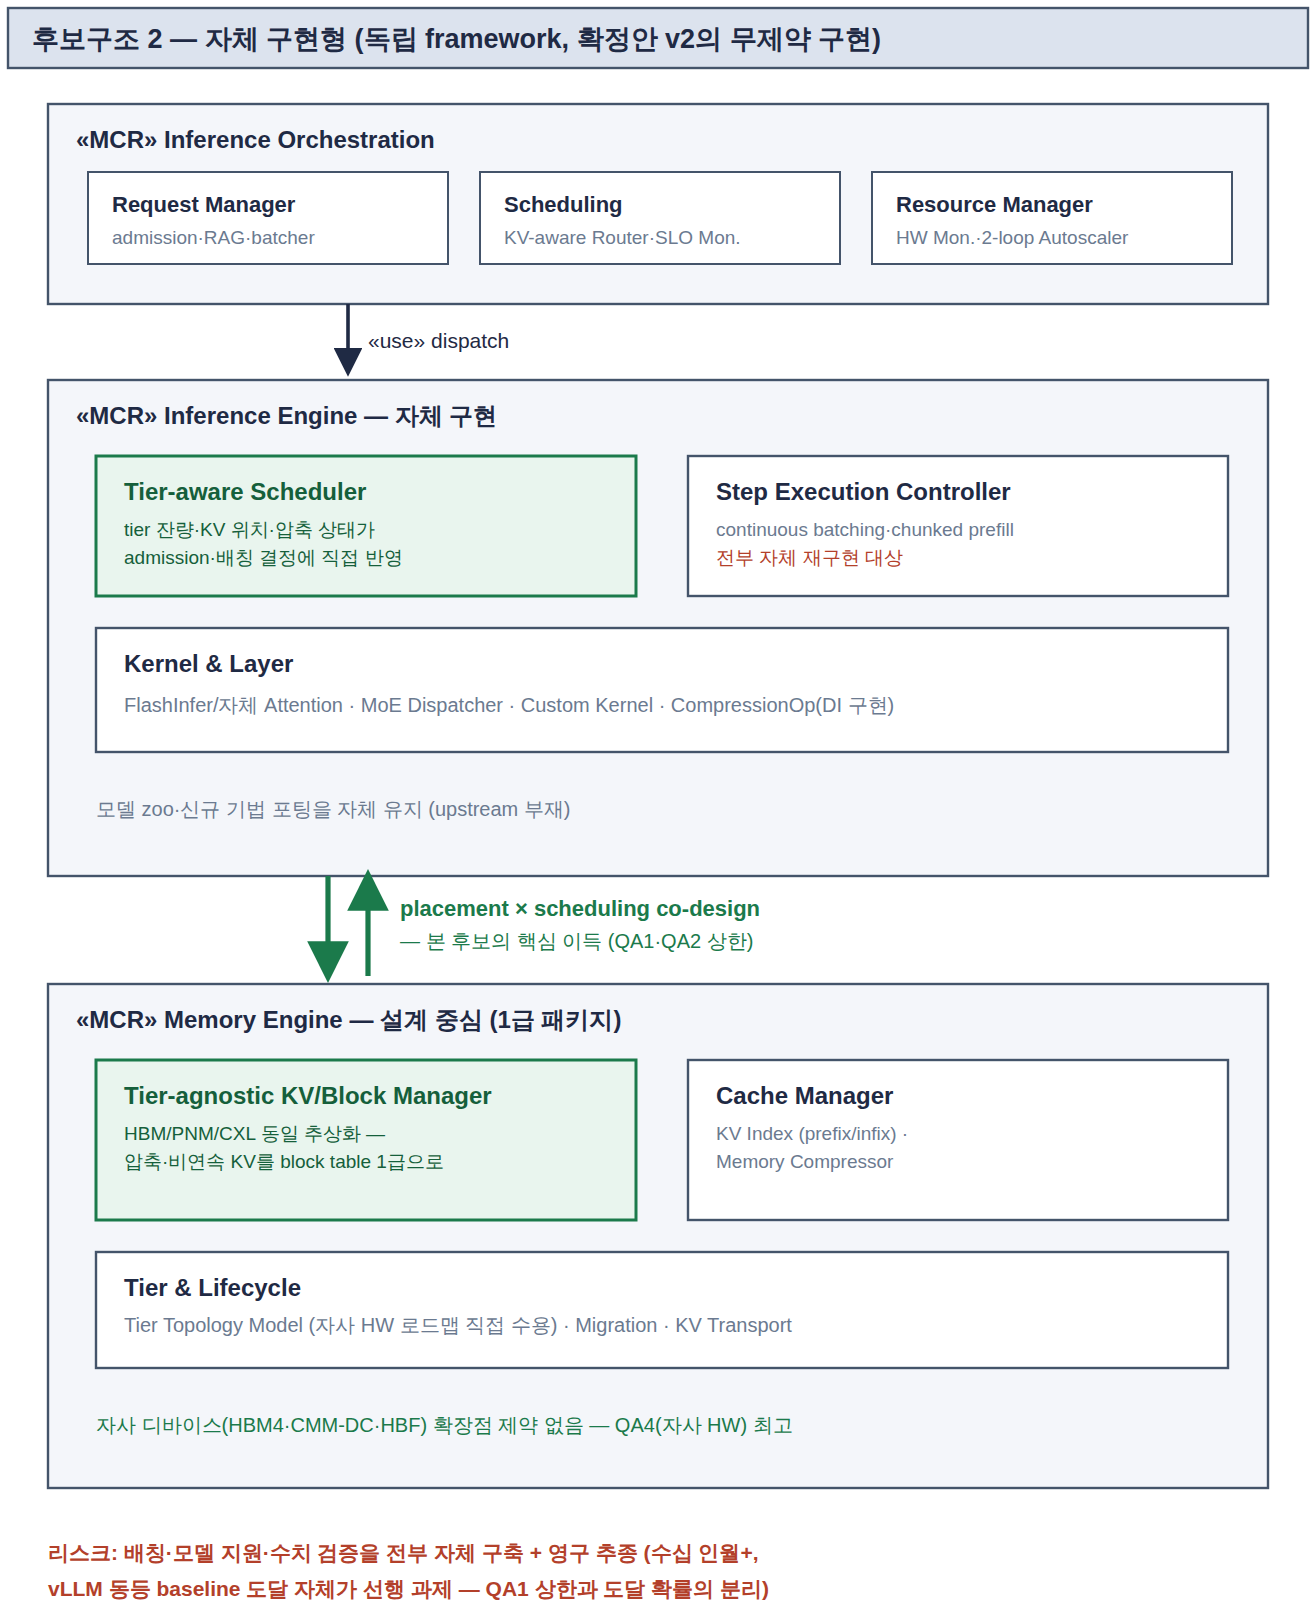 후보구조 2 — 자체 구현형 (독립 framework, 확정안 v2의 무제약 구현)
«MCR» Inference Orchestration
Request Manager
admission·RAG·batcher
Scheduling
KV-aware Router·SLO Mon.
Resource Manager
HW Mon.·2-loop Autoscaler
«use» dispatch
«MCR» Inference Engine — 자체 구현
Tier-aware Scheduler
tier 잔량·KV 위치·압축 상태가
admission·배칭 결정에 직접 반영
Step Execution Controller
continuous batching·chunked prefill
전부 자체 재구현 대상
Kernel & Layer
FlashInfer/자체 Attention · MoE Dispatcher · Custom Kernel · CompressionOp(DI 구현)
모델 zoo·신규 기법 포팅을 자체 유지 (upstream 부재)
placement × scheduling co-design
— 본 후보의 핵심 이득 (QA1·QA2 상한)
«MCR» Memory Engine — 설계 중심 (1급 패키지)
Tier-agnostic KV/Block Manager
HBM/PNM/CXL 동일 추상화 —
압축·비연속 KV를 block table 1급으로
Cache Manager
KV Index (prefix/infix) ·
Memory Compressor
Tier & Lifecycle
Tier Topology Model (자사 HW 로드맵 직접 수용) · Migration · KV Transport
자사 디바이스(HBM4·CMM-DC·HBF) 확장점 제약 없음 — QA4(자사 HW) 최고
리스크: 배칭·모델 지원·수치 검증을 전부 자체 구축 + 영구 추종 (수십 인월+,
vLLM 동등 baseline 도달 자체가 선행 과제 — QA1 상한과 도달 확률의 분리)